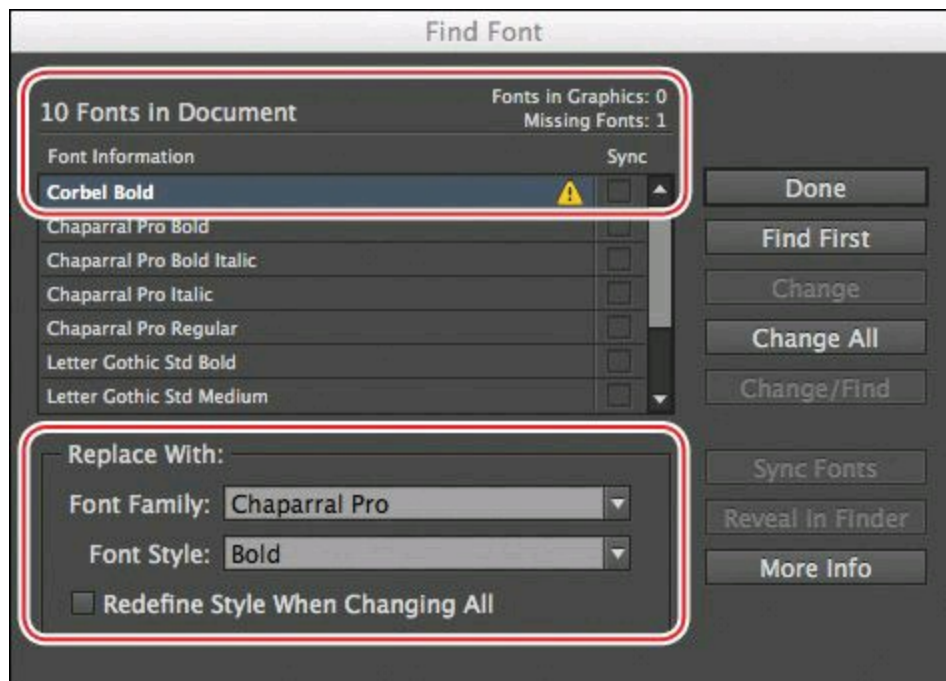 Find Font
10 Fonts in Document
Fonts in Graphics: 0
Missing Fonts: 1
Font Information Sync
Corbel Bold
Chaparral Pro Bold
Chaparral Pro Bold Italic
Chaparral Pro Italic
Chaparral Pro Regular
Letter Gothic Std Bold
Letter Gothic Std Medium
Done
Find First
Change
Change All
Change/Find
Sync Fonts
Reveal in Finder
More Info
Replace With:
Font Family: Chaparral Pro
Font Style: Bold
Redefine Style When Changing All